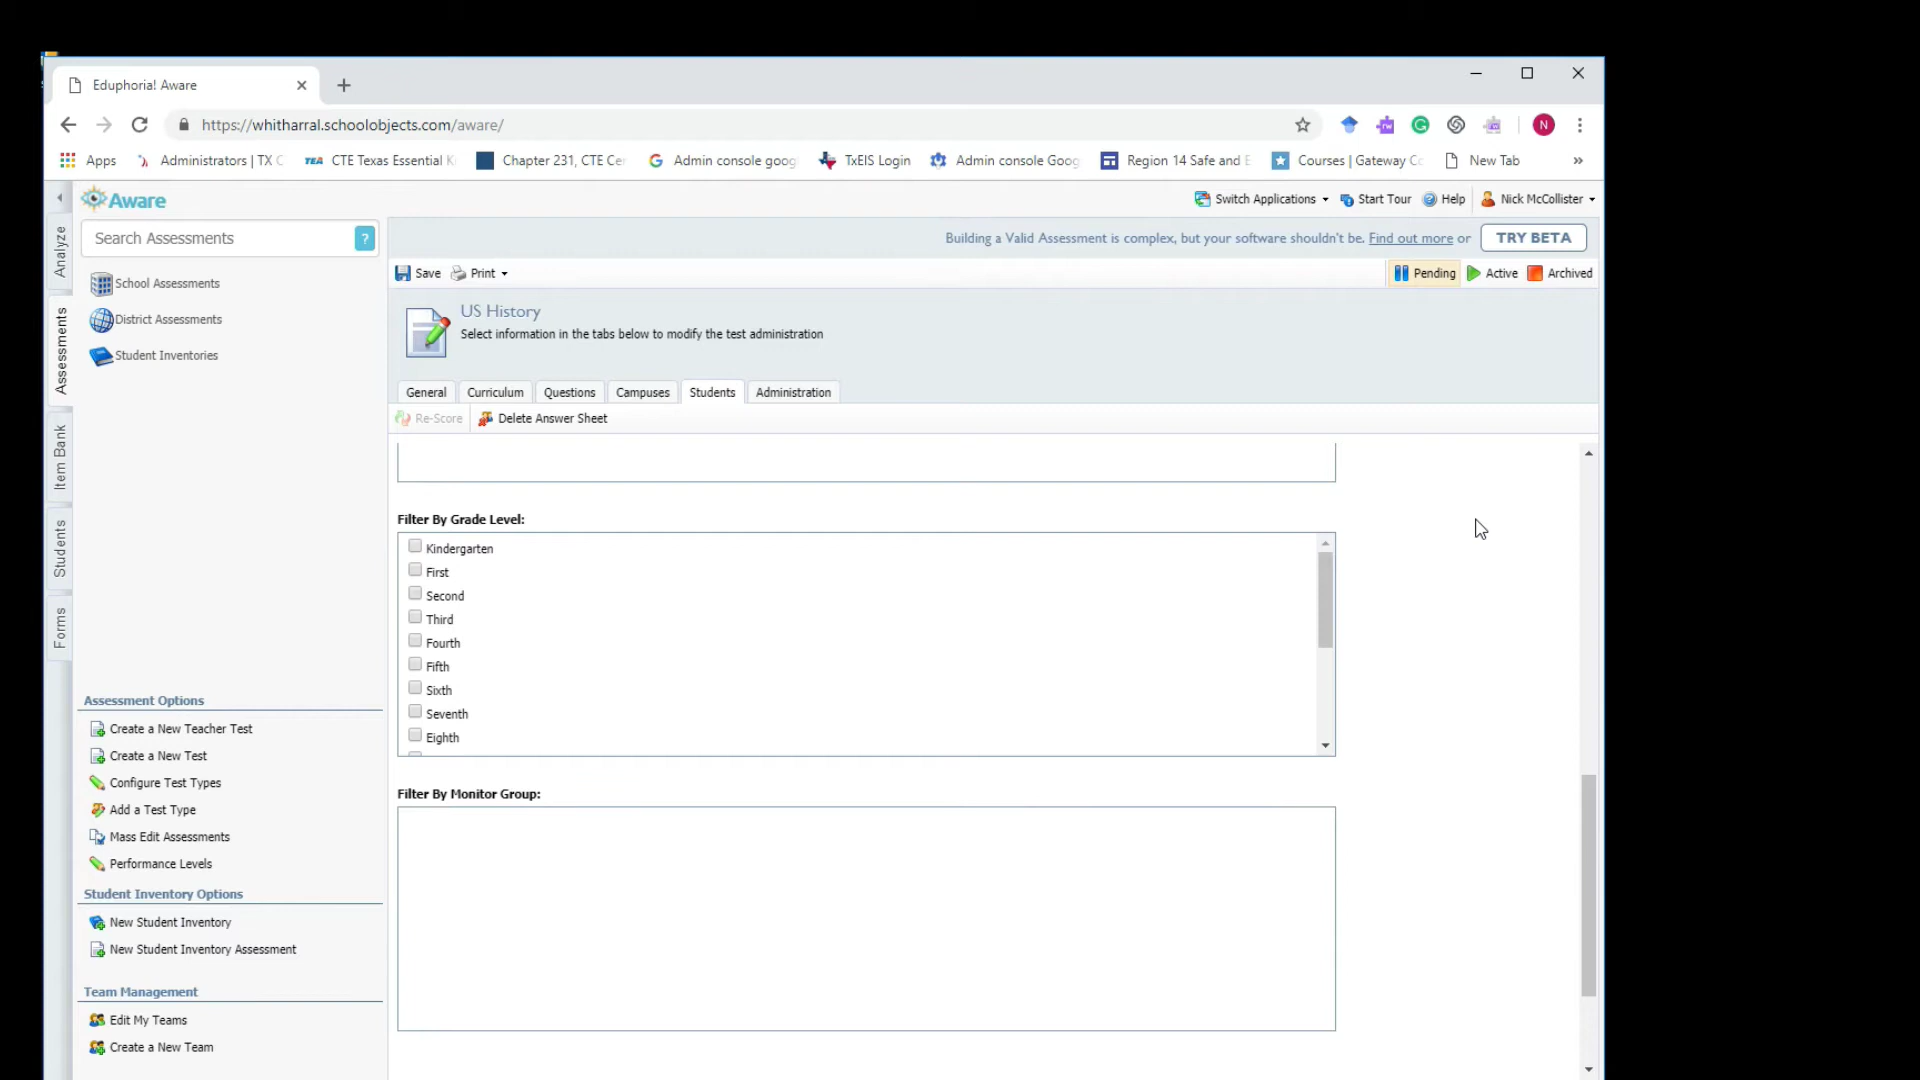 Eduphoria! Aware
https://whitharral.schoolobjects.com/aware/
N
Apps
Administrators | TX C
TEA CTE Texas Essential K
Chapter 231, CTE Cer
Admin console goog
TxEIS Login
Admin console Goog
Region 14 Safe and E
Courses | Gateway Co
New Tab
»
Aware
Switch Applications
Start Tour
Help
Nick McCollister
Search Assessments
?
Building a Valid Assessment is complex, but your software shouldn't be. Find out more or
TRY BETA
Save
Print
Pending
Active
Archived
Analyze
Assessments
Item Bank
Students
Forms
School Assessments
District Assessments
Student Inventories
US History
Select information in the tabs below to modify the test administration
General
Curriculum
Questions
Campuses
Students
Administration
Re-Score
Delete Answer Sheet
Filter By Grade Level:
Kindergarten
First
Second
Third
Fourth
Fifth
Sixth
Seventh
Eighth
Filter By Monitor Group:
Assessment Options
Create a New Teacher Test
Create a New Test
Configure Test Types
Add a Test Type
Mass Edit Assessments
Performance Levels
Student Inventory Options
New Student Inventory
New Student Inventory Assessment
Team Management
Edit My Teams
Create a New Team